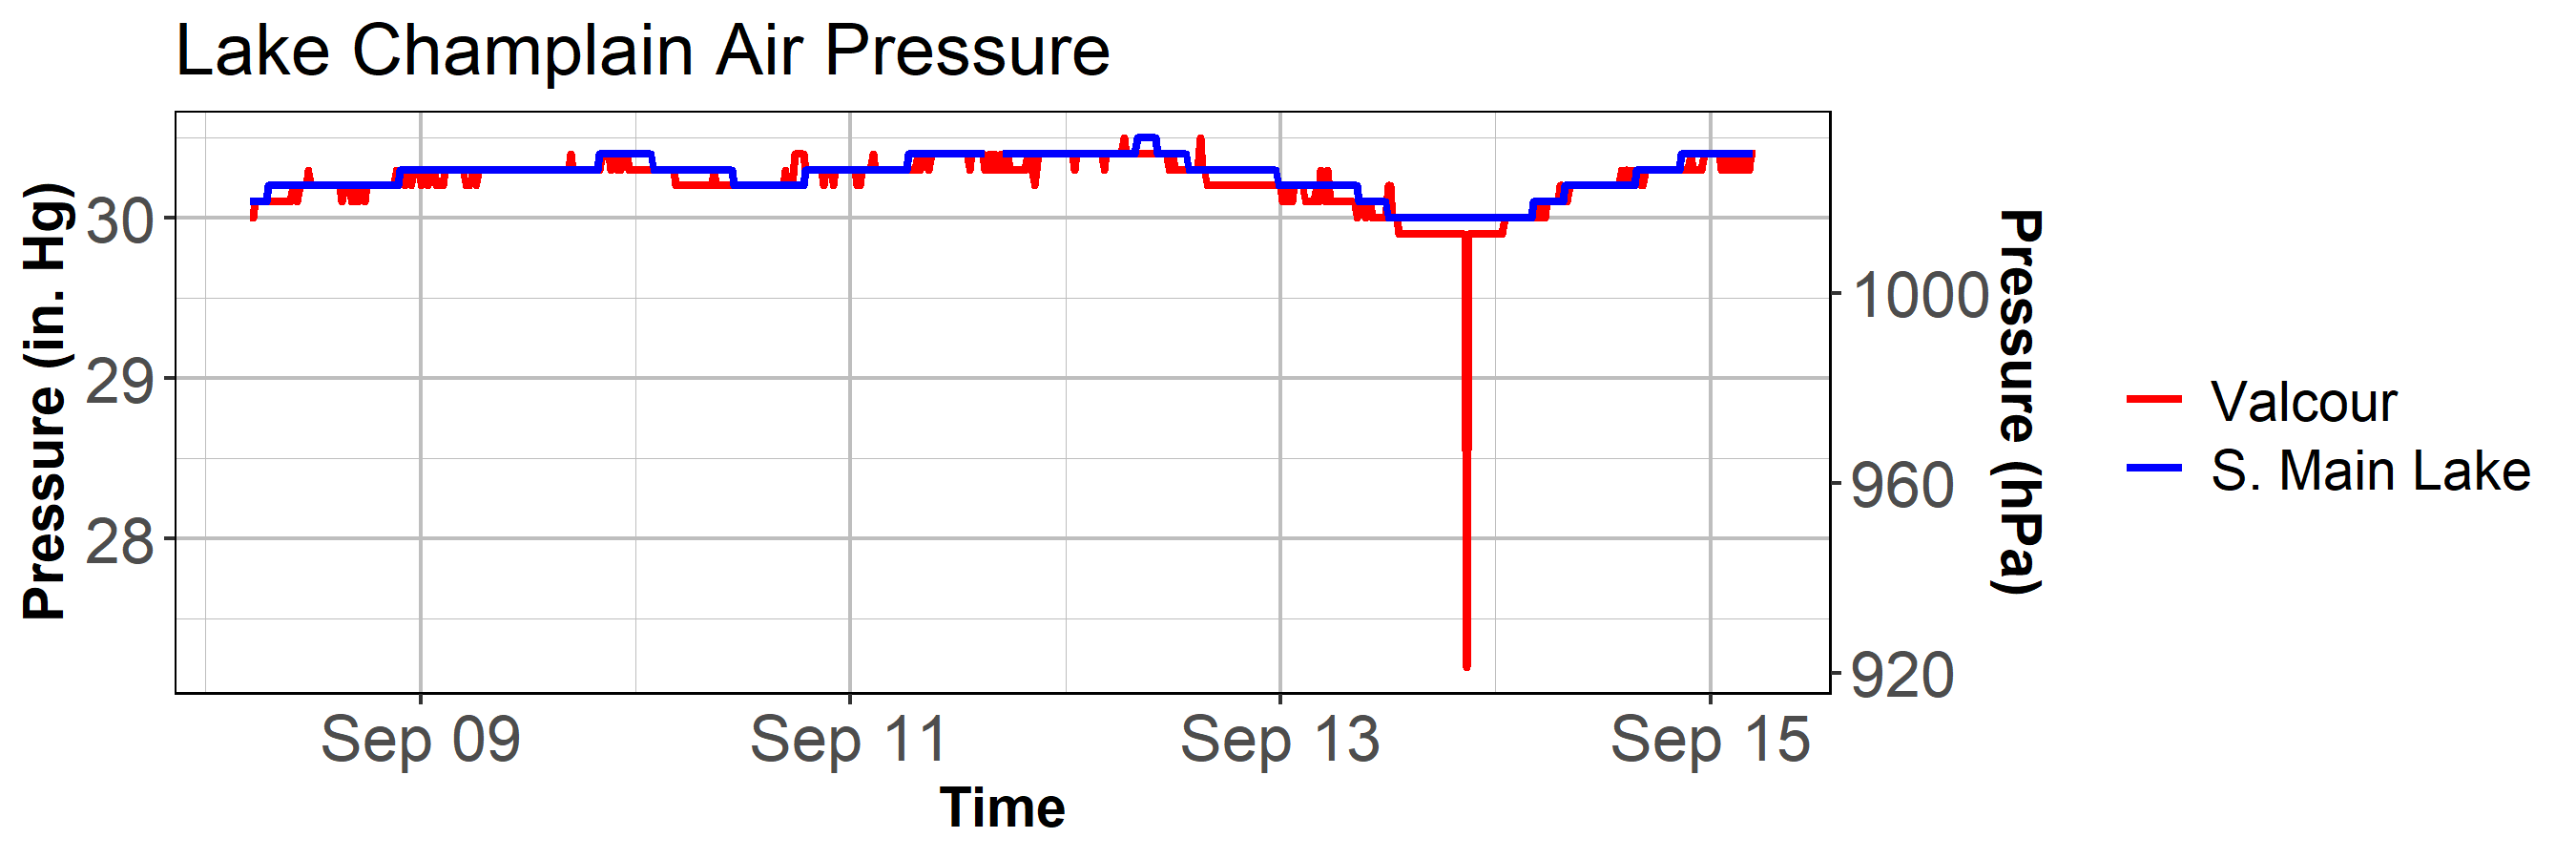 Lake Champlain Air Pressure
Pressure (in. Hg)
30
29
28
1000
960
920
Pressure (hPa)
Sep 09
Sep 11
Sep 13
Sep 15
Time
Valcour
S. Main Lake